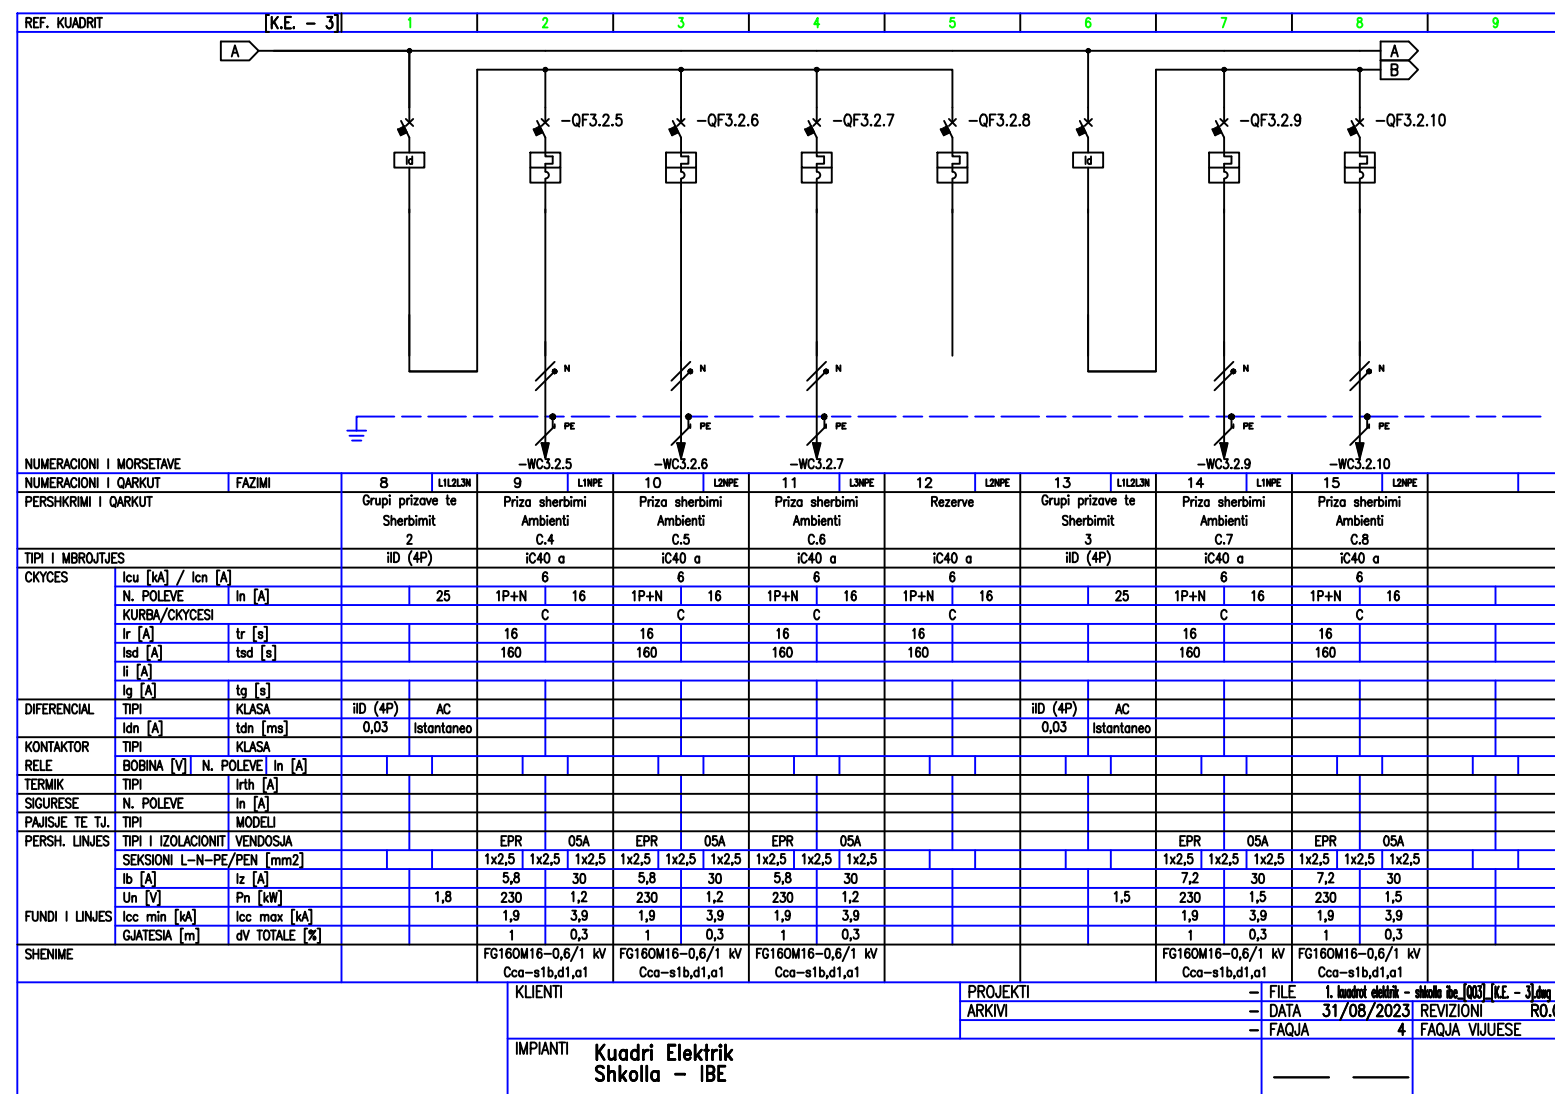 REF. KUADRIT [K.E. - 3] 1 2 3 4 5 6 7 8 9
A A
B
-QF3.2.5 -QF3.2.6 -QF3.2.7 -QF3.2.8 -QF3.2.9 -QF3.2.10
Id Id
N N N N N
PE PE PE PE PE
NUMERACIONI I MORSETAVE -WC3.2.5 -WC3.2.6 -WC3.2.7 -WC3.2.9 -WC3.2.10
NUMERACIONI I QARKUT FAZIMI 8 L1L2L3N 9 L1NPE 10 L2NPE 11 L3NPE 12 L2NPE 13 L1L2L3N 14 L1NPE 15 L2NPE
PERSHKRIMI I QARKUT Grupi prizave te Priza sherbimi Priza sherbimi Priza sherbimi Rezerve Grupi prizave te Priza sherbimi Priza sherbimi
Sherbimit Ambienti Ambienti Ambienti Sherbimit Ambienti Ambienti
2 C.4 C.5 C.6 3 C.7 C.8
TIPI I MBROJTJES iID (4P) iC40 a iC40 a iC40 a iC40 a iID (4P) iC40 a iC40 a
CKYCES Icu [kA] / Icn [A] 6 6 6 6 6 6
N. POLEVE In [A] 25 1P+N 16 1P+N 16 1P+N 16 1P+N 16 25 1P+N 16 1P+N 16
KURBA/CKYCESI C C C C C C
Ir [A] tr [s] 16 16 16 16 16 16
Isd [A] tsd [s] 160 160 160 160 160 160
Ii [A]
Ig [A] tg [s]
DIFERENCIAL TIPI KLASA iID (4P) AC iID (4P) AC
Idn [A] tdn [ms] 0,03 Istantaneo 0,03 Istantaneo
KONTAKTOR TIPI KLASA
RELE BOBINA [V] N. POLEVE In [A]
TERMIK TIPI Irth [A]
SIGURESE N. POLEVE In [A]
PAJISJE TE TJ. TIPI MODELI
PERSH. LINJES TIPI I IZOLACIONIT VENDOSJA EPR 05A EPR 05A EPR 05A EPR 05A EPR 05A
SEKSIONI L-N-PE/PEN [mm2] 1x2,5 1x2,5 1x2,5 1x2,5 1x2,5 1x2,5 1x2,5 1x2,5 1x2,5 1x2,5 1x2,5 1x2,5 1x2,5 1x2,5 1x2,5
Ib [A] Iz [A] 5,8 30 5,8 30 5,8 30 7,2 30 7,2 30
Un [V] Pn [kW] 1,8 230 1,2 230 1,2 230 1,2 1,5 230 1,5 230 1,5
FUNDI I LINJES Icc min [kA] Icc max [kA] 1,9 3,9 1,9 3,9 1,9 3,9 1,9 3,9 1,9 3,9
GJATESIA [m] dV TOTALE [%] 1 0,3 1 0,3 1 0,3 1 0,3 1 0,3
SHENIME FG16OM16-0,6/1 kV FG16OM16-0,6/1 kV FG16OM16-0,6/1 kV FG16OM16-0,6/1 kV FG16OM16-0,6/1 kV
Cca-s1b,d1,a1 Cca-s1b,d1,a1 Cca-s1b,d1,a1 Cca-s1b,d1,a1 Cca-s1b,d1,a1
KLIENTI PROJEKTI - FILE 1. kuadrot elektrik - shkolla ibe_[Q03]_[K.E. - 3].dwg
ARKIVI - DATA 31/08/2023 REVIZIONI
- FAQJA 4 FAQJA VIJUESE
IMPIANTI Kuadri Elektrik
Shkolla - IBE